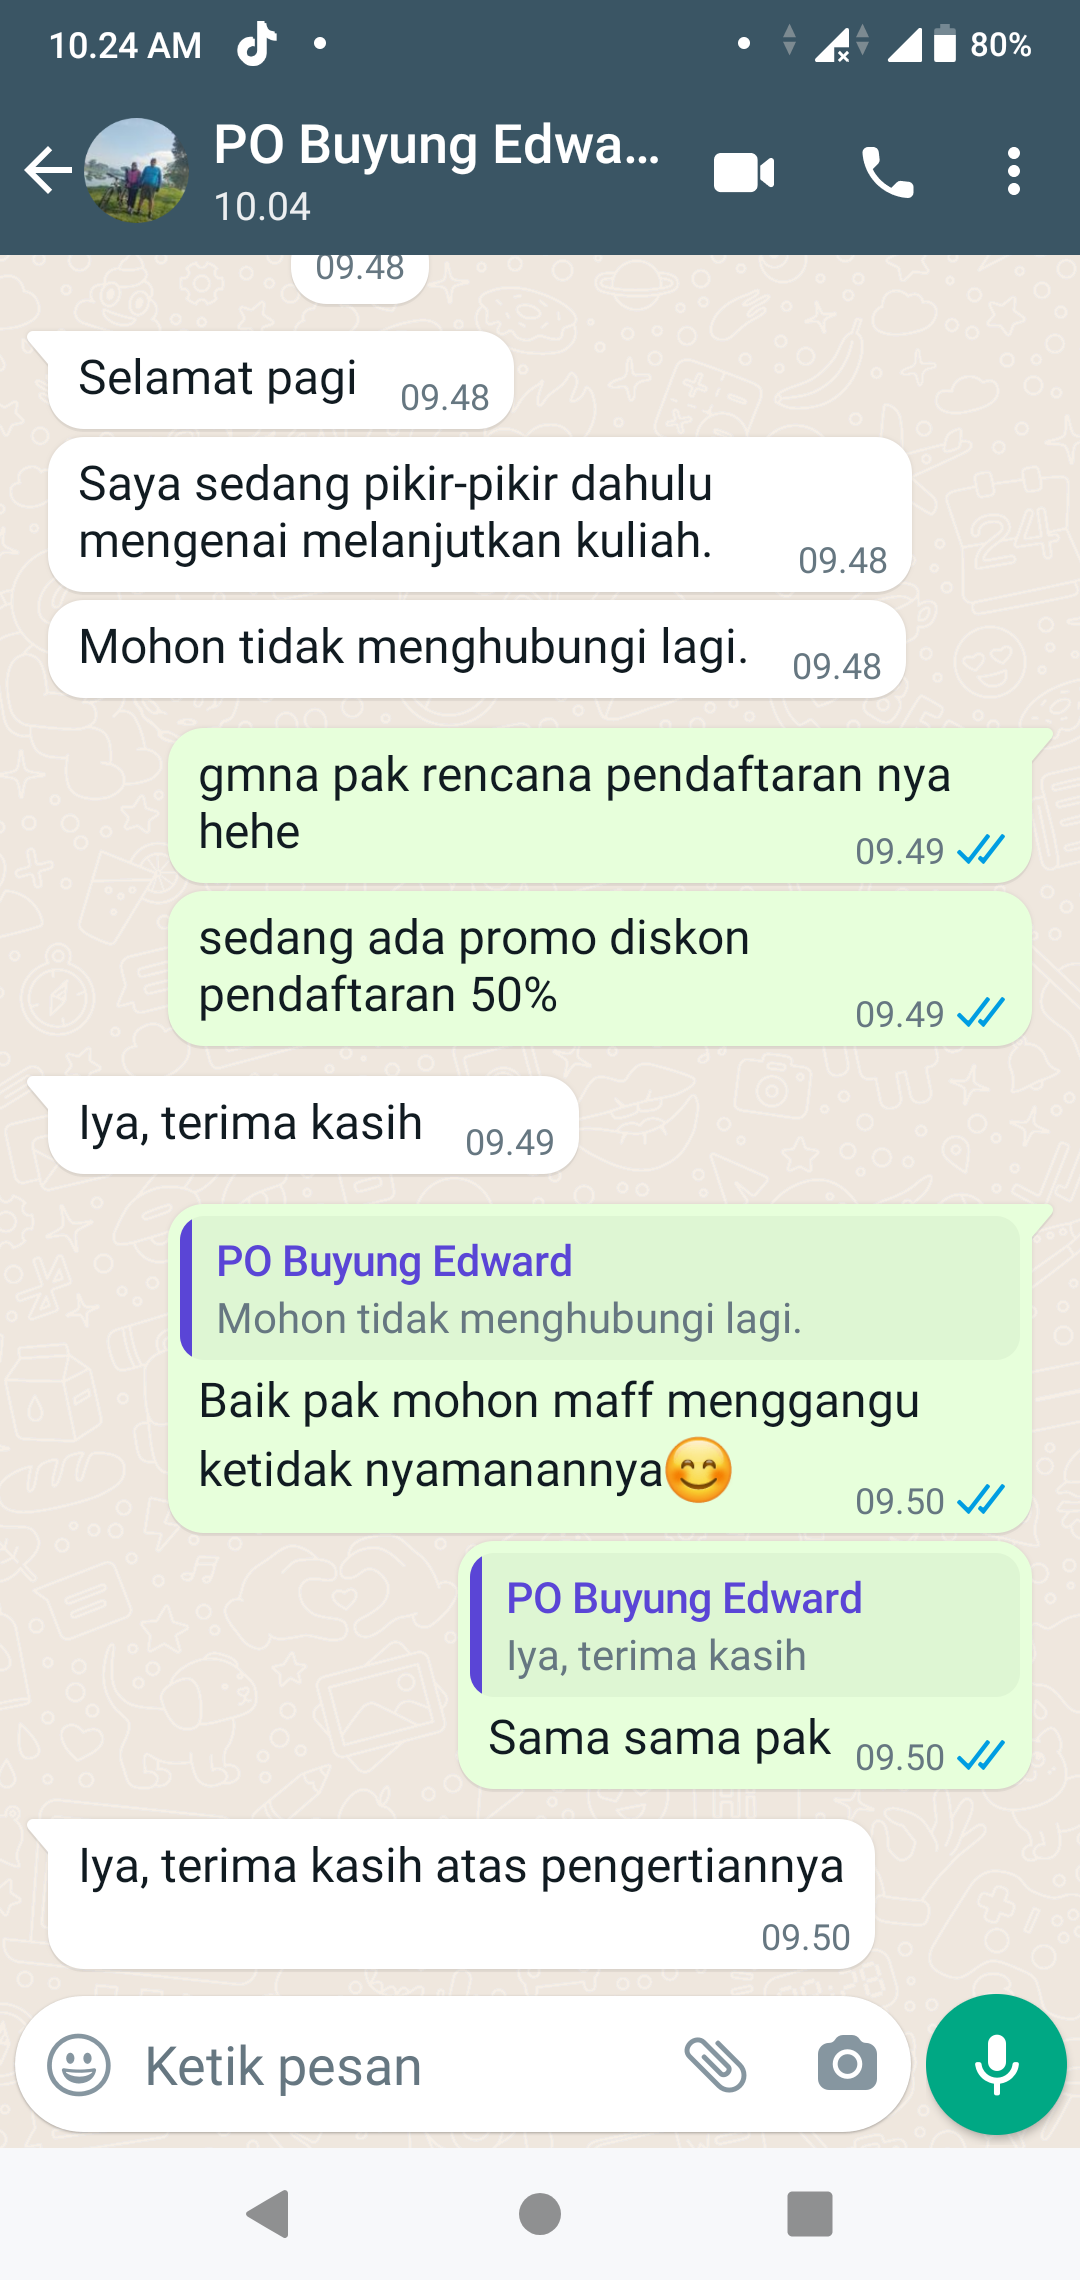 10.24 AM
80%
PO Buyung Edwa...
10.04
09.48
Selamat pagi
09.48
Saya sedang pikir-pikir dahulu
mengenai melanjutkan kuliah.
09.48
Mohon tidak menghubungi lagi.
09.48
gmna pak rencana pendaftaran nya
hehe
09.49
sedang ada promo diskon
pendaftaran 50%
09.49
Iya, terima kasih
09.49
PO Buyung Edward
Mohon tidak menghubungi lagi.
Baik pak mohon maff menggangu
ketidak nyamanannya😊
09.50
PO Buyung Edward
Iya, terima kasih
Sama sama pak
09.50
Iya, terima kasih atas pengertiannya
09.50
Ketik pesan